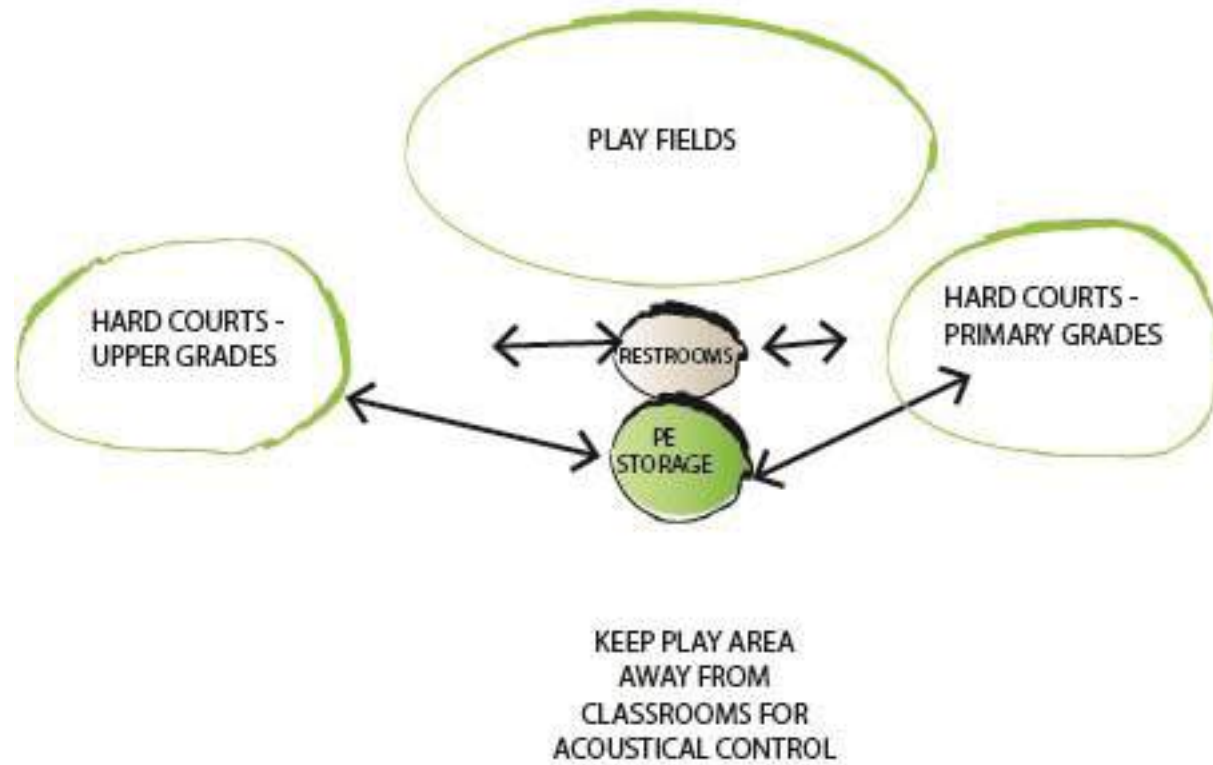 PLAY FIELDS
HARD COURTS -
UPPER GRADES
HARD COURTS -
PRIMARY GRADES
RESTROOMS
PE
STORAGE
KEEP PLAY AREA
AWAY FROM
CLASSROOMS FOR
ACOUSTICAL CONTROL